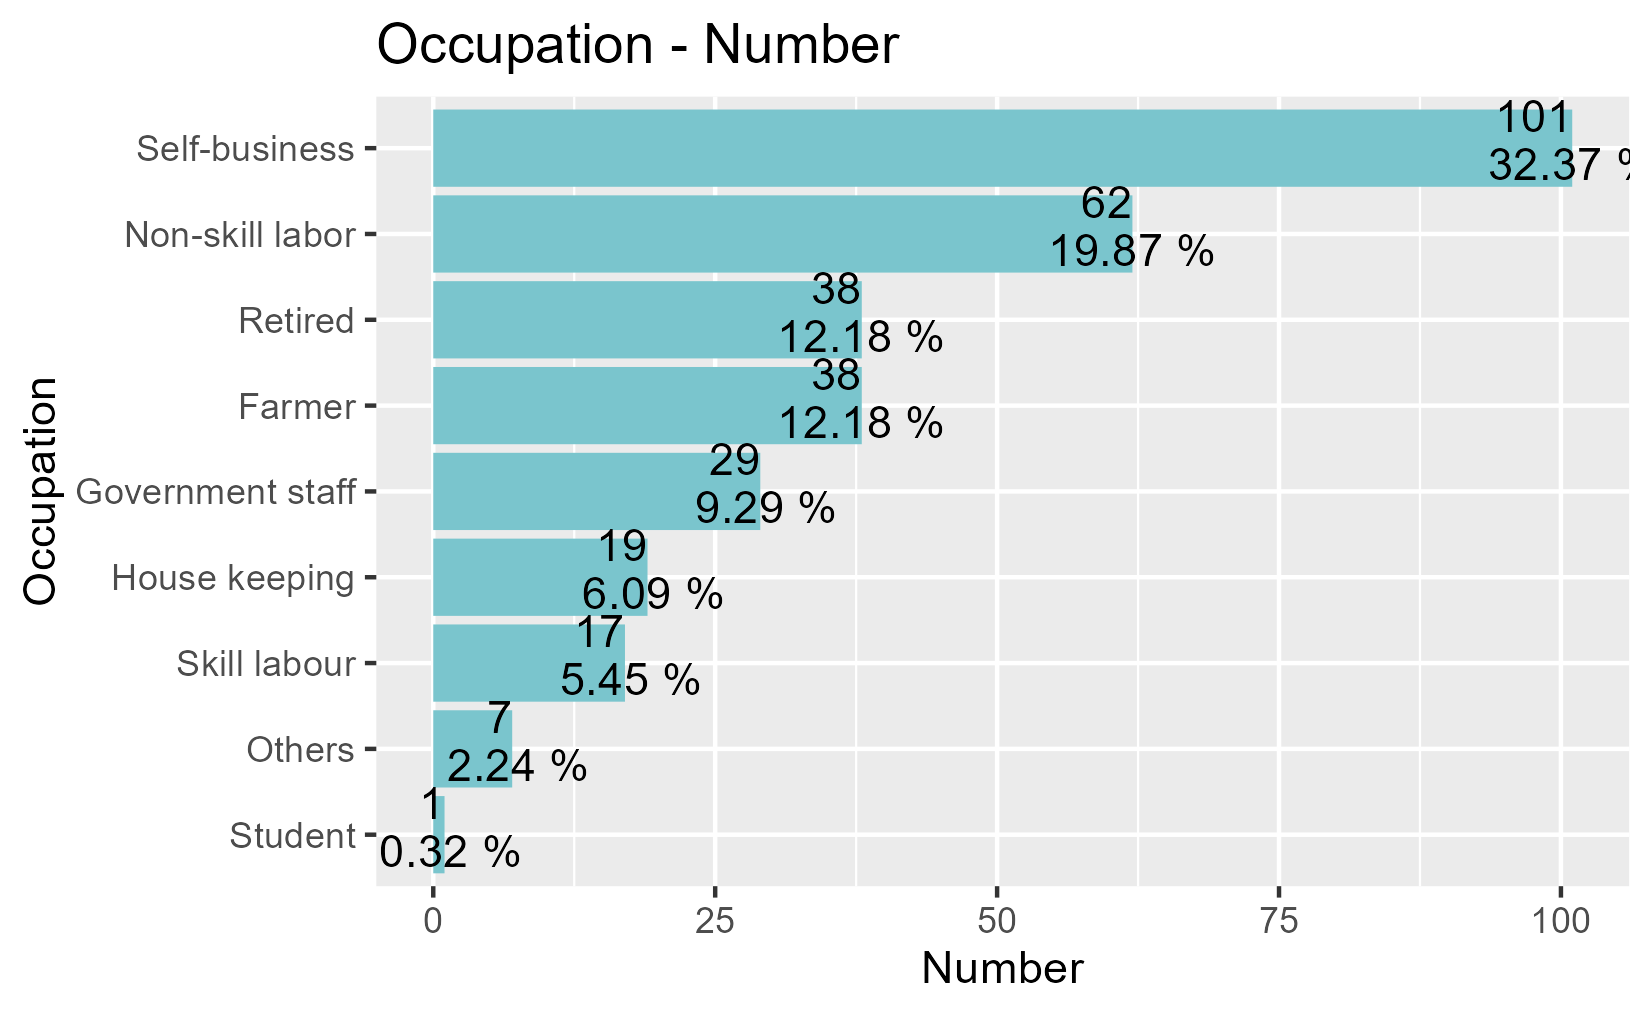 Occupation - Number
Occupation
Self-business
101
32.37 %
Non-skill labor
62
19.87 %
Retired
38
12.18 %
Farmer
38
12.18 %
Government staff
29
9.29 %
House keeping
19
6.09 %
Skill labour
17
5.45 %
Others
7
2.24 %
Student
1
0.32 %
0 25 50 75 100
Number